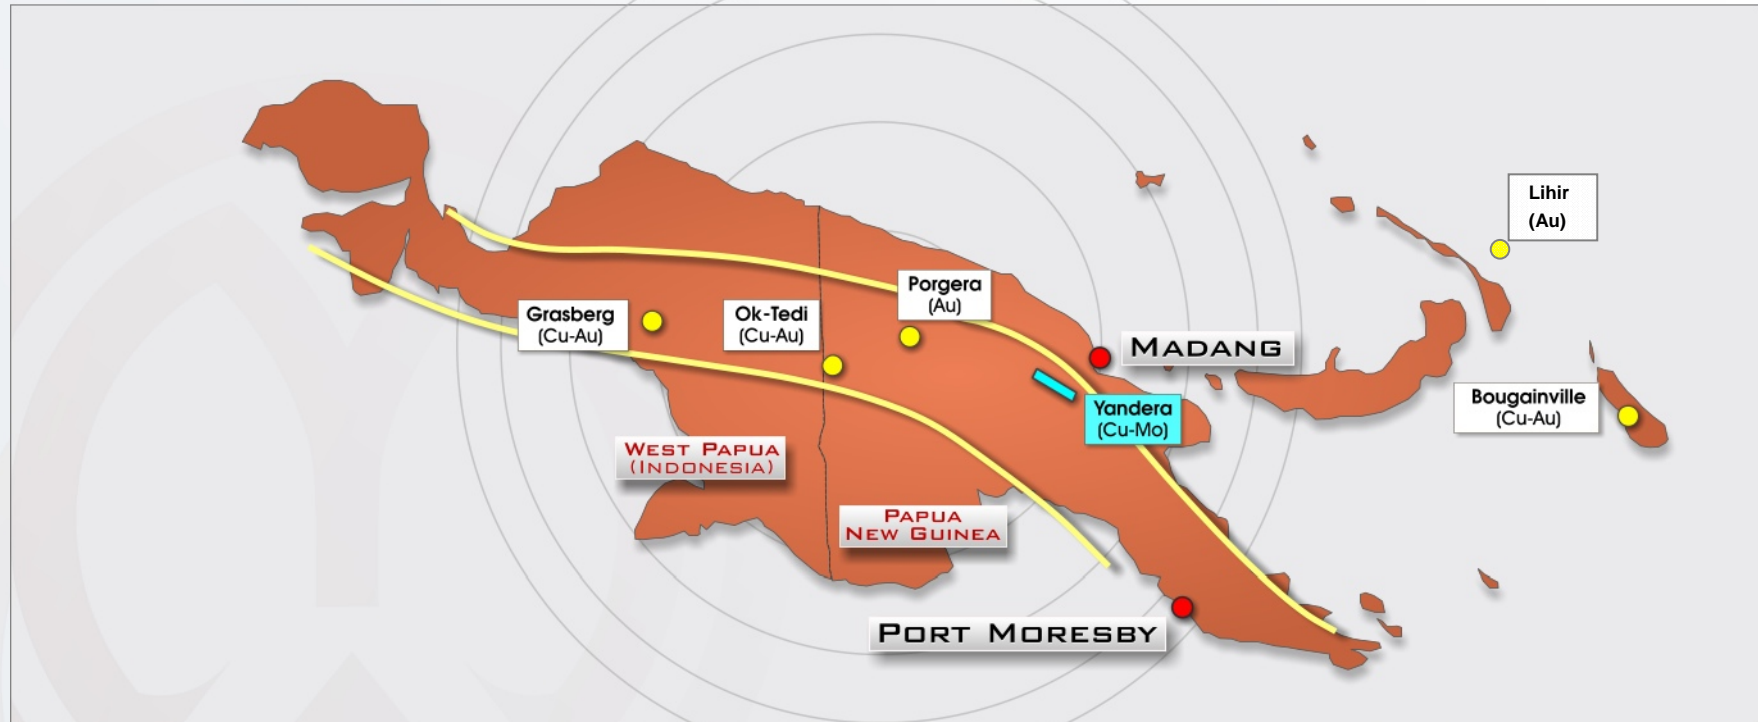 Lihir
(Au)
Porgera
(Au)
Grasberg
(Cu-Au)
Ok-Tedi
(Cu-Au)
MADANG
Yandera
(Cu-Mo)
Bougainville
(Cu-Au)
WEST PAPUA
(INDONESIA)
PAPUA
NEW GUINEA
PORT MORESBY